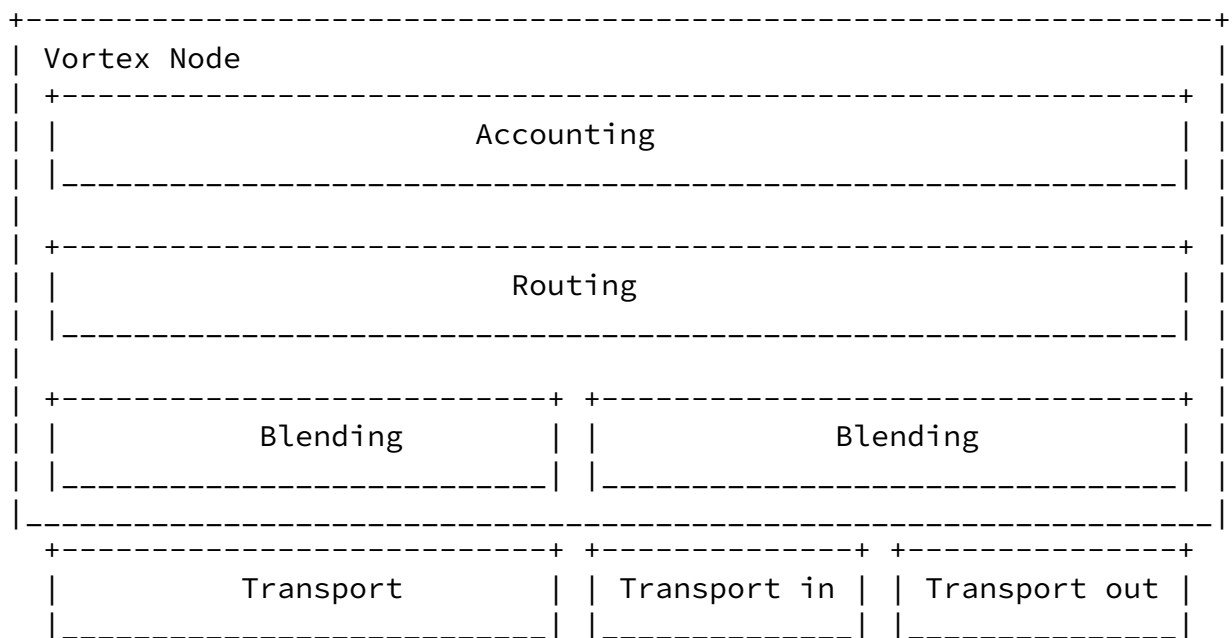 Vortex Node
Accounting
Routing
Blending Blending
Transport Transport in Transport out